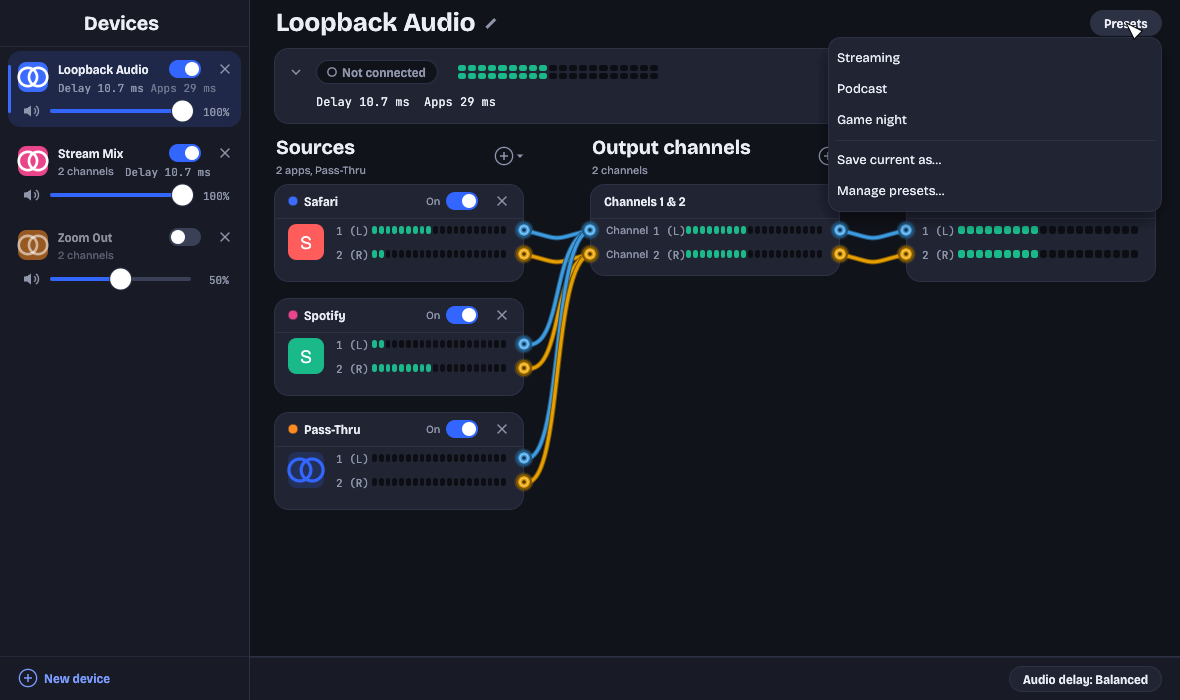 Devices
Loopback Audio
Delay 10.7 ms Apps 29 ms
100%
Stream Mix
2 channels Delay 10.7 ms
100%
Zoom Out
2 channels
50%
New device
Loopback Audio
Presets
Not connected
Delay 10.7 ms Apps 29 ms
Streaming
Podcast
Game night
Save current as...
Manage presets...
Sources
2 apps, Pass-Thru
Output channels
2 channels
Safari On
S
1 (L)
2 (R)
Spotify On
S
1 (L)
2 (R)
Pass-Thru On
1 (L)
2 (R)
Channels 1 & 2
Channel 1 (L)
Channel 2 (R)
1 (L)
2 (R)
Audio delay: Balanced